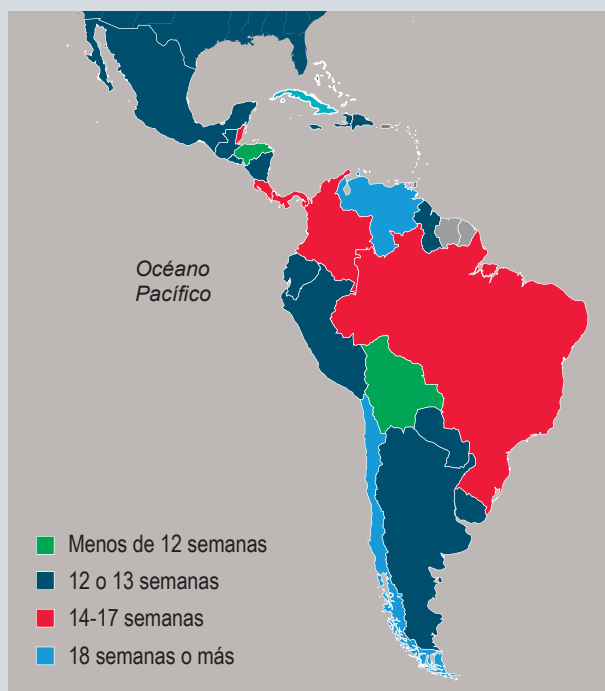 Océano
Pacífico
Menos de 12 semanas
12 o 13 semanas
14-17 semanas
18 semanas o más